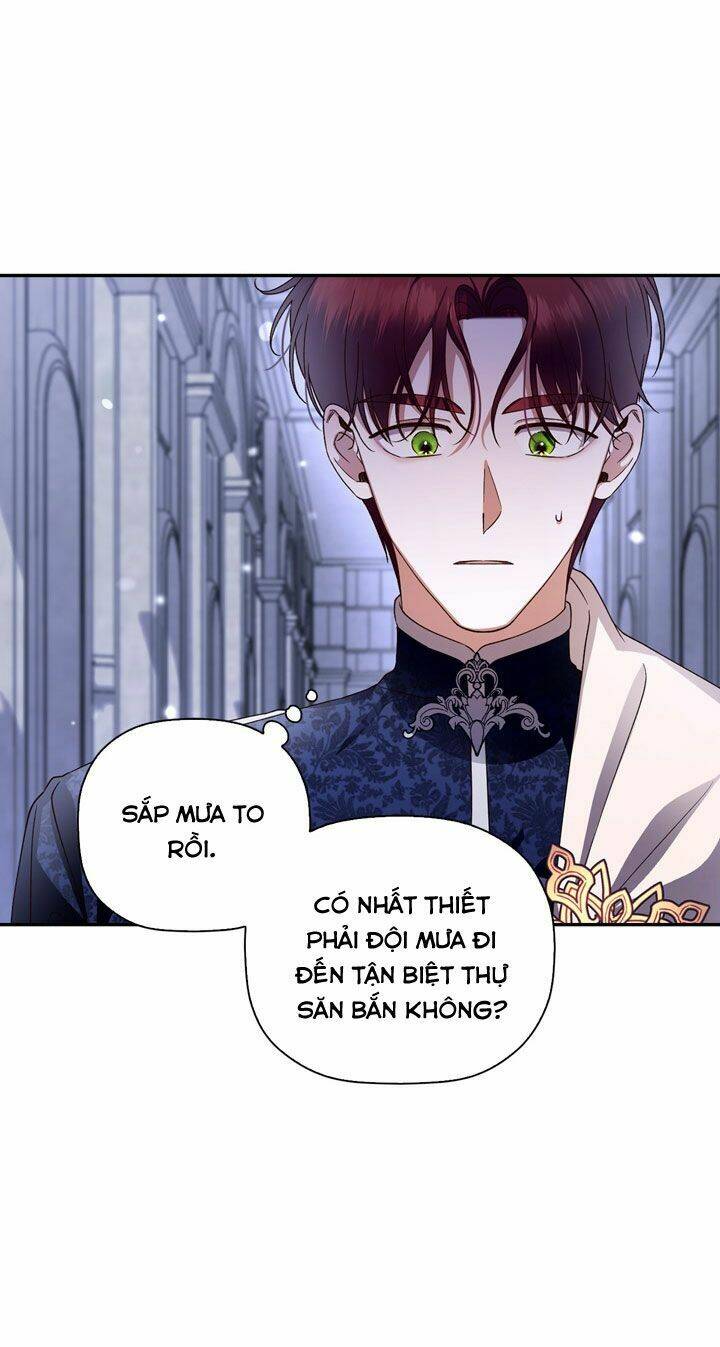 SẮP MƯA TO
RỒI.
CÓ NHẤT THIẾT
PHẢI ĐỘI MƯA ĐI
ĐẾN TẬN BIỆT THỰ
SĂN BẮN KHÔNG?